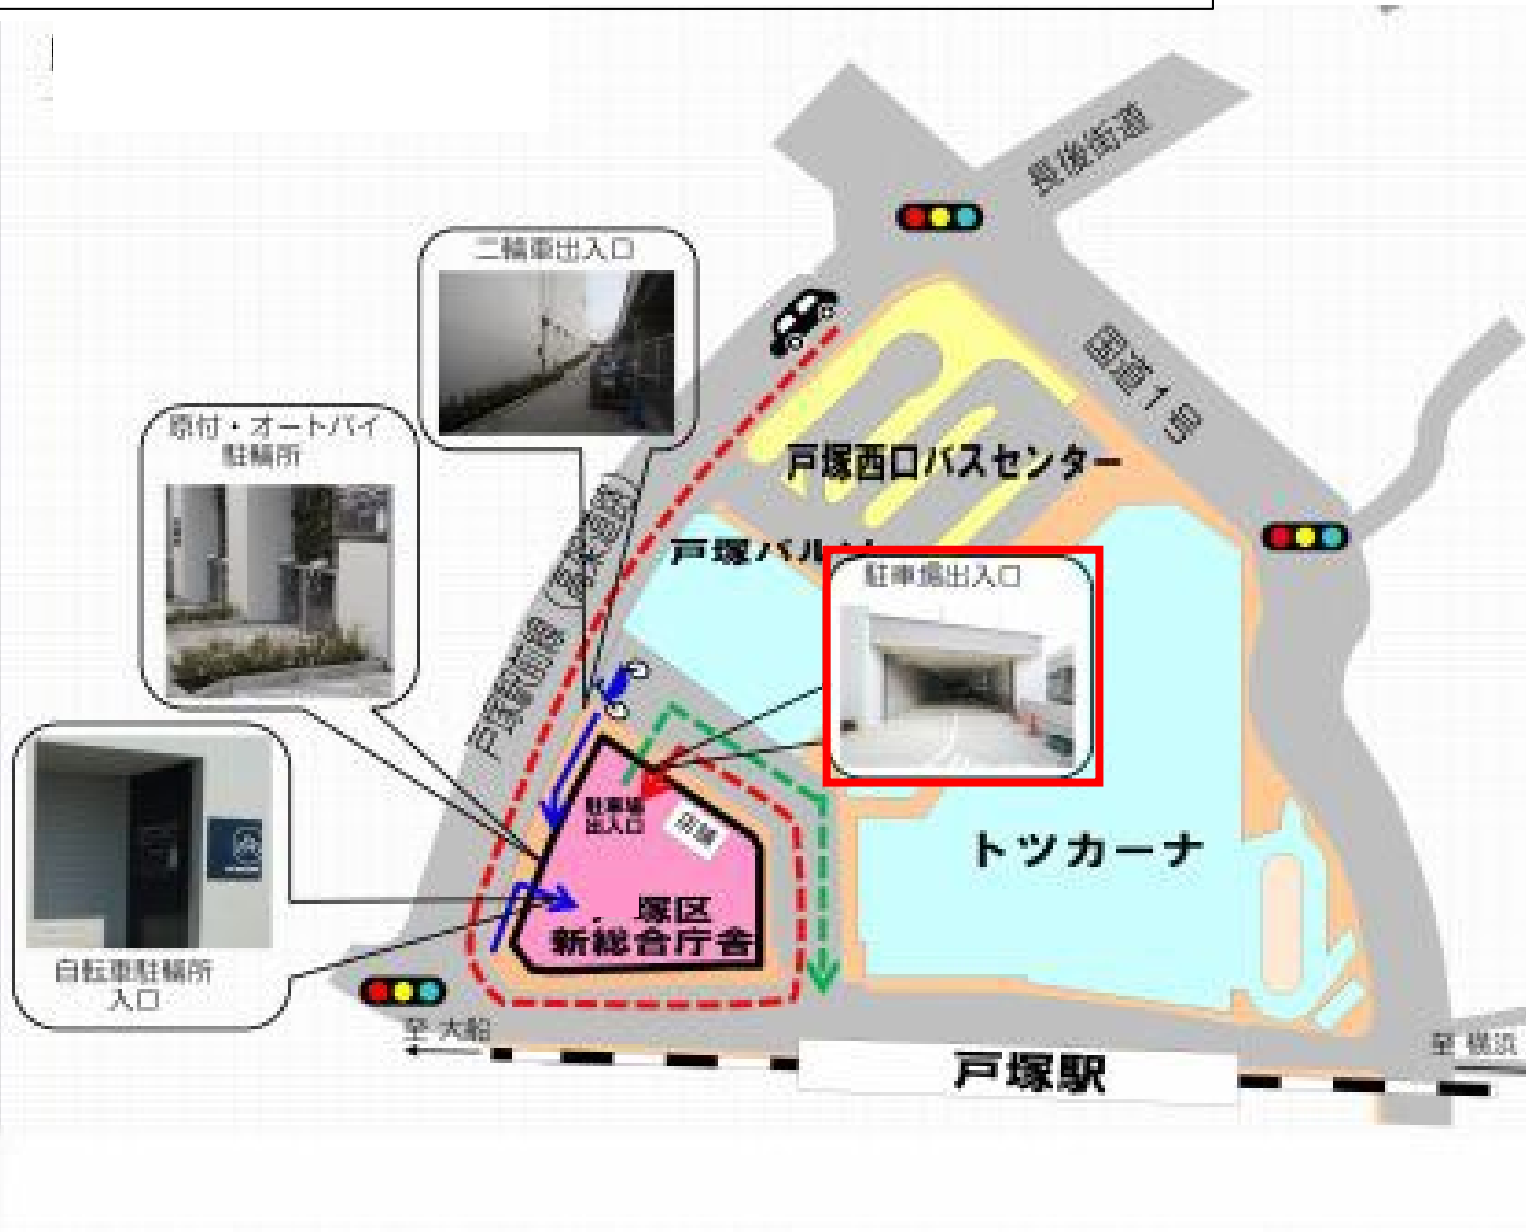 長後街道
二輪車出入口
国道1号
原付・オートバイ
駐輪所
戸塚西口バスセンター
戸塚パル
駐車場出入口
駐車場
出入口
店舗
トツカーナ
塚区
新総合庁舎
自転車駐輪所
入口
至 大船
至 横浜
戸塚駅